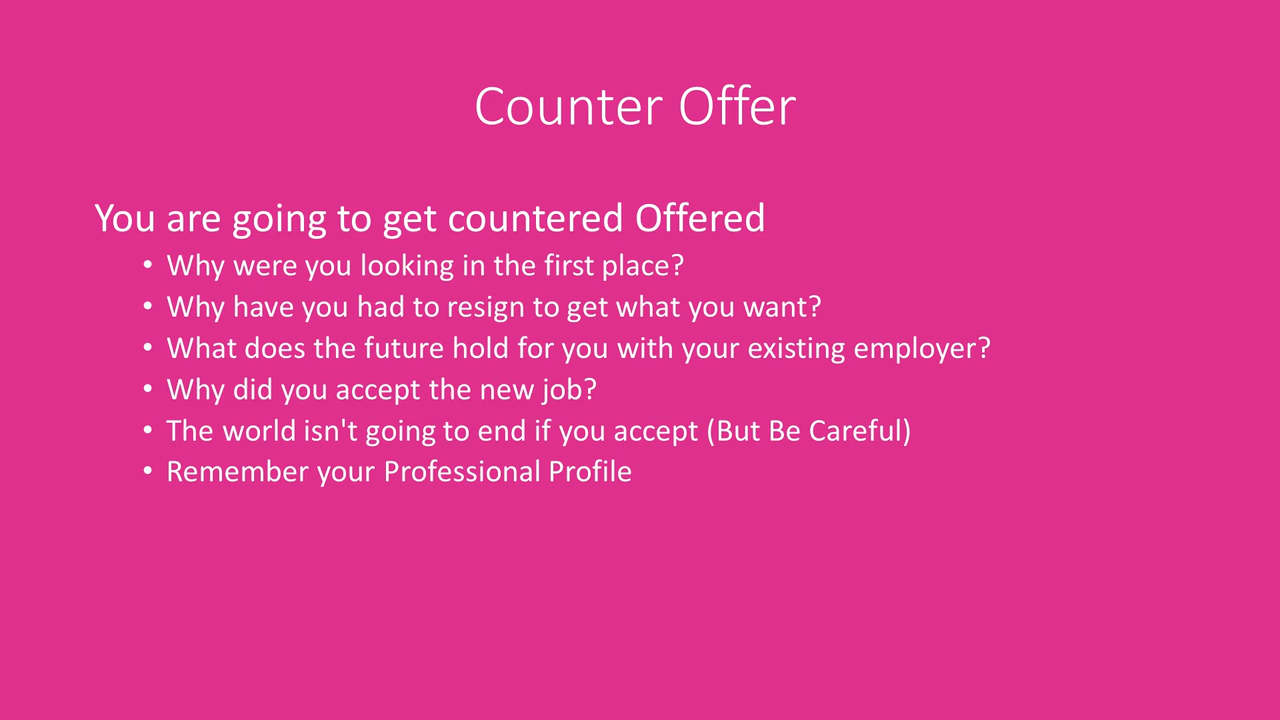 Counter Offer
You are going to get countered Offered
• Why were you looking in the first place?
• Why have you had to resign to get what you want?
• What does the future hold for you with your existing employer?
• Why did you accept the new job?
• The world isn't going to end if you accept (But Be Careful)
• Remember your Professional Profile